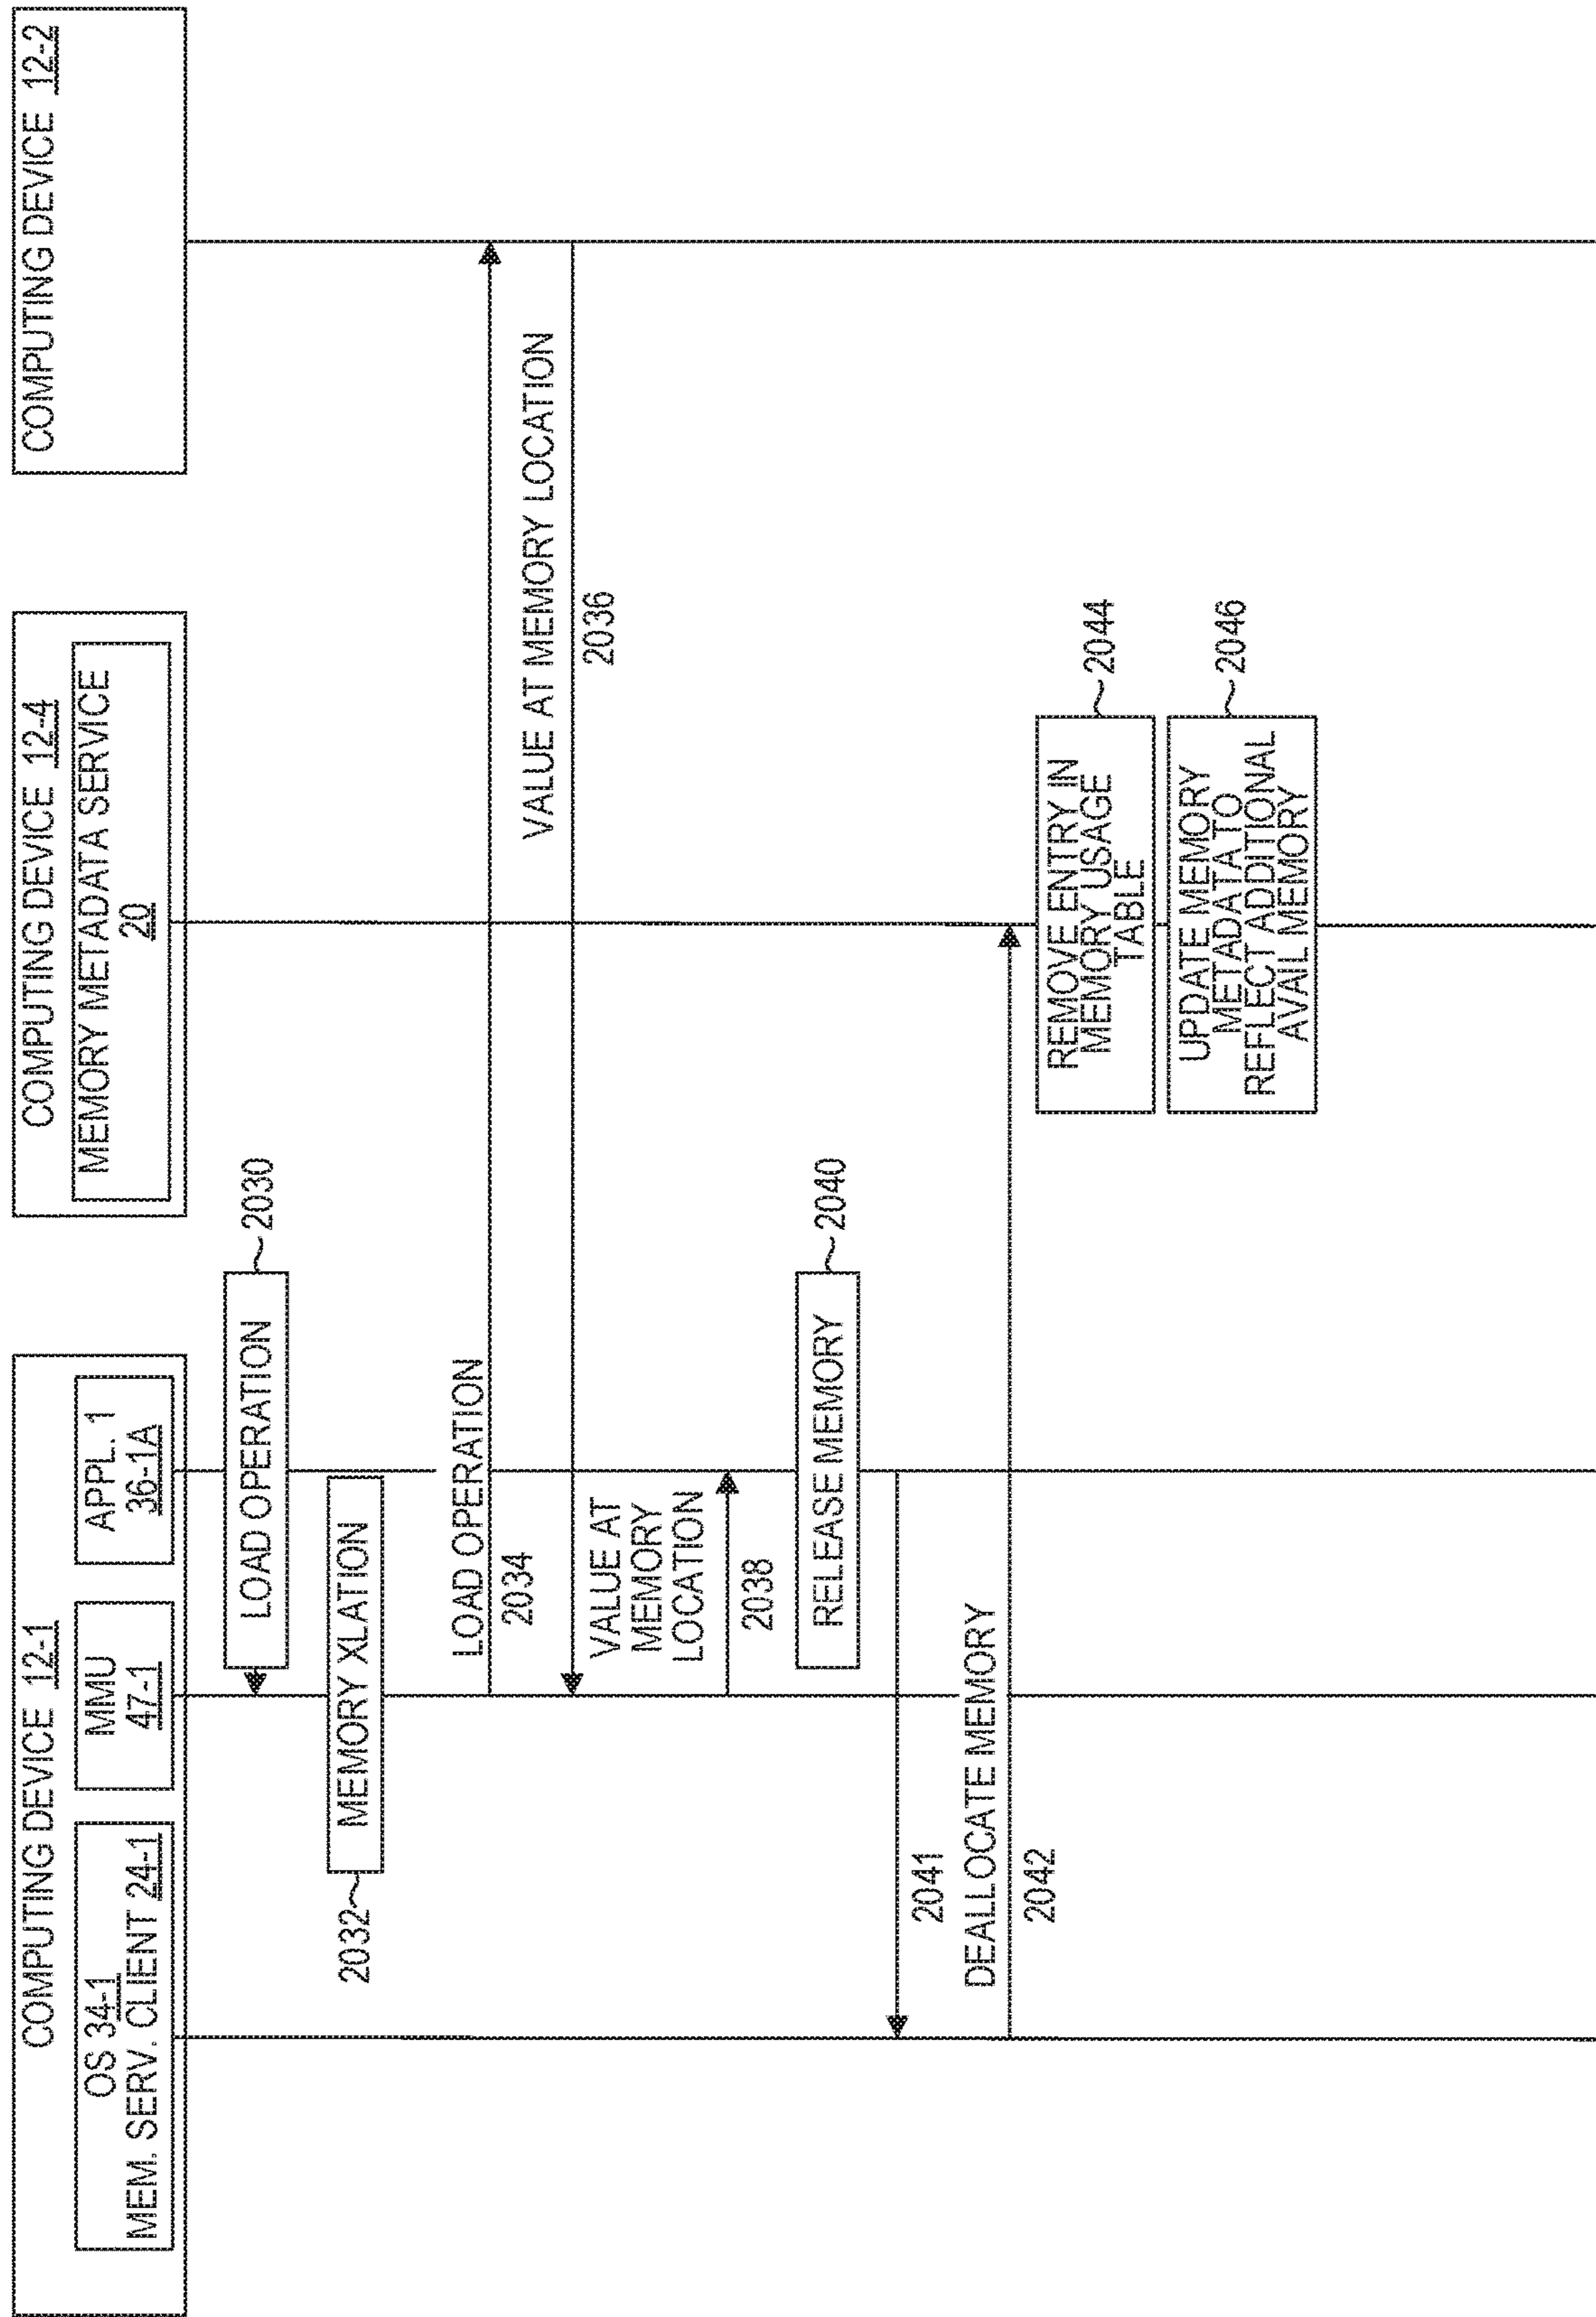 COMPUTING DEVICE 12-1
OS 34-1
MEM. SERV. CLIENT 24-1
MMU
47-1
APPL. 1
36-1A
COMPUTING DEVICE 12-4
MEMORY METADATA SERVICE
20
COMPUTING DEVICE 12-2
LOAD OPERATION
2030
MEMORY XLATION
2032
LOAD OPERATION
2034
VALUE AT MEMORY LOCATION
2036
VALUE AT
MEMORY
LOCATION
2038
RELEASE MEMORY
2040
2041
DEALLOCATE MEMORY
2042
REMOVE ENTRY IN
MEMORY USAGE
TABLE
2044
UPDATE MEMORY
METADATA TO
REFLECT ADDITIONAL
AVAIL MEMORY
2046